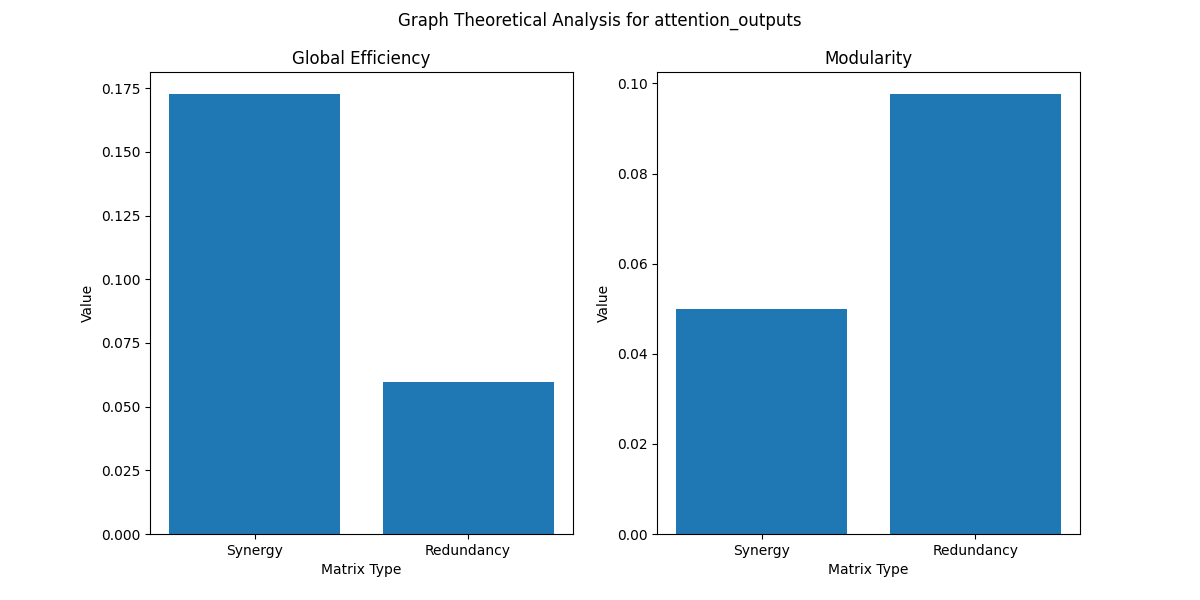 Graph Theoretical Analysis for attention_outputs
Global Efficiency
0.175
0.150
0.125
0.100
0.075
0.050
0.025
0.000
Value
Synergy Redundancy
Matrix Type
Modularity
0.10
0.08
0.06
0.04
0.02
0.00
Value
Synergy Redundancy
Matrix Type